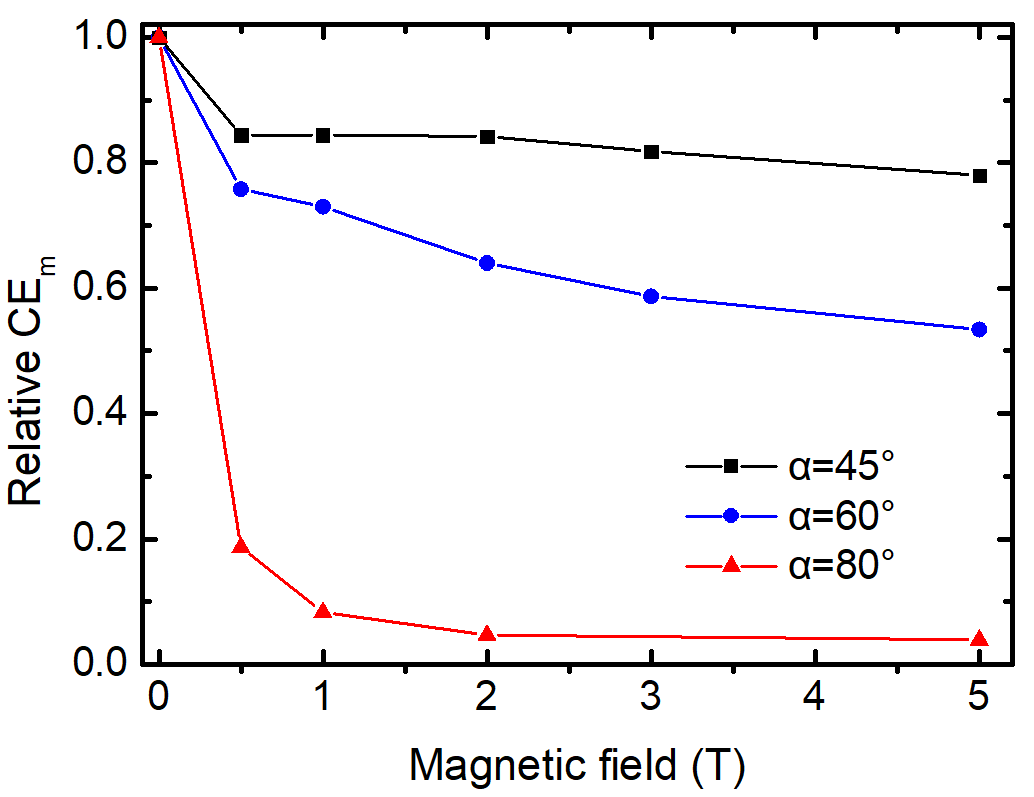 1.0
0.8
0.6
0.4
0.2
0.0
Relative CEm
α=45°
α=60°
α=80°
0 1 2 3 4 5
Magnetic field (T)